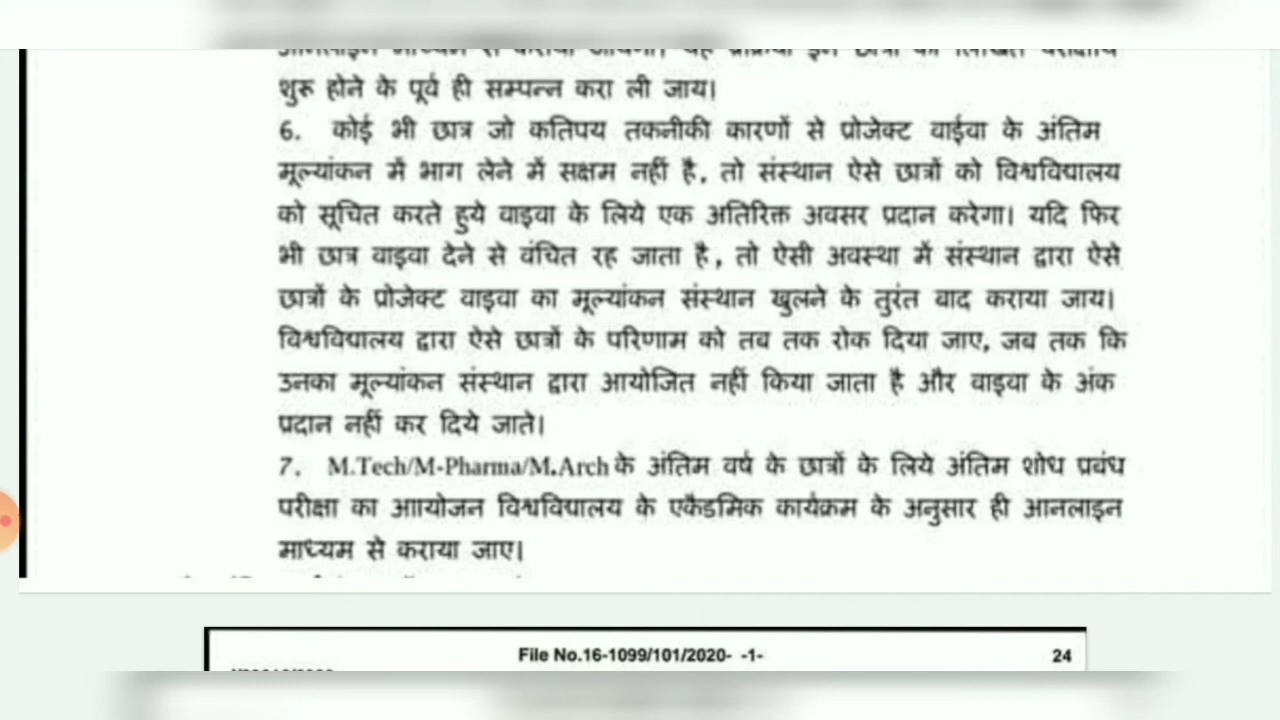 शुरू होने के पूर्व ही सम्पन्न करा ली जाय।
6. कोई भी छात्र जो कतिपय तकनीकी कारणों से प्रोजेक्ट वाईवा के अंतिम
मूल्यांकन में भाग लेने में सक्षम नहीं है, तो संस्थान ऐसे छात्रों को विश्वविद्यालय
को सूचित करते हुये वाइवा के लिये एक अतिरिक्त अवसर प्रदान करेगा। यदि फिर
भी छात्र वाइवा देने से वंचित रह जाता है, तो ऐसी अवस्था में संस्थान द्वारा ऐसे
छात्रों के प्रोजेक्ट वाइवा का मूल्यांकन संस्थान खुलने के तुरंत बाद कराया जाय।
विश्वविद्यालय द्वारा ऐसे छात्रों के परिणाम को तब तक रोक दिया जाए, जब तक कि
उनका मूल्यांकन संस्थान द्वारा आयोजित नहीं किया जाता है और वाइवा के अंक
प्रदान नहीं कर दिये जाते।
7. M.Tech/M-Pharma/M.Arch के अंतिम वर्ष के छात्रों के लिये अंतिम शोध प्रबंध
परीक्षा का आायोजन विश्वविद्यालय के एकैडमिक कार्यक्रम के अनुसार ही आनलाइन
माध्यम से कराया जाए।
File No.16-1099/101/2020- -1-
24